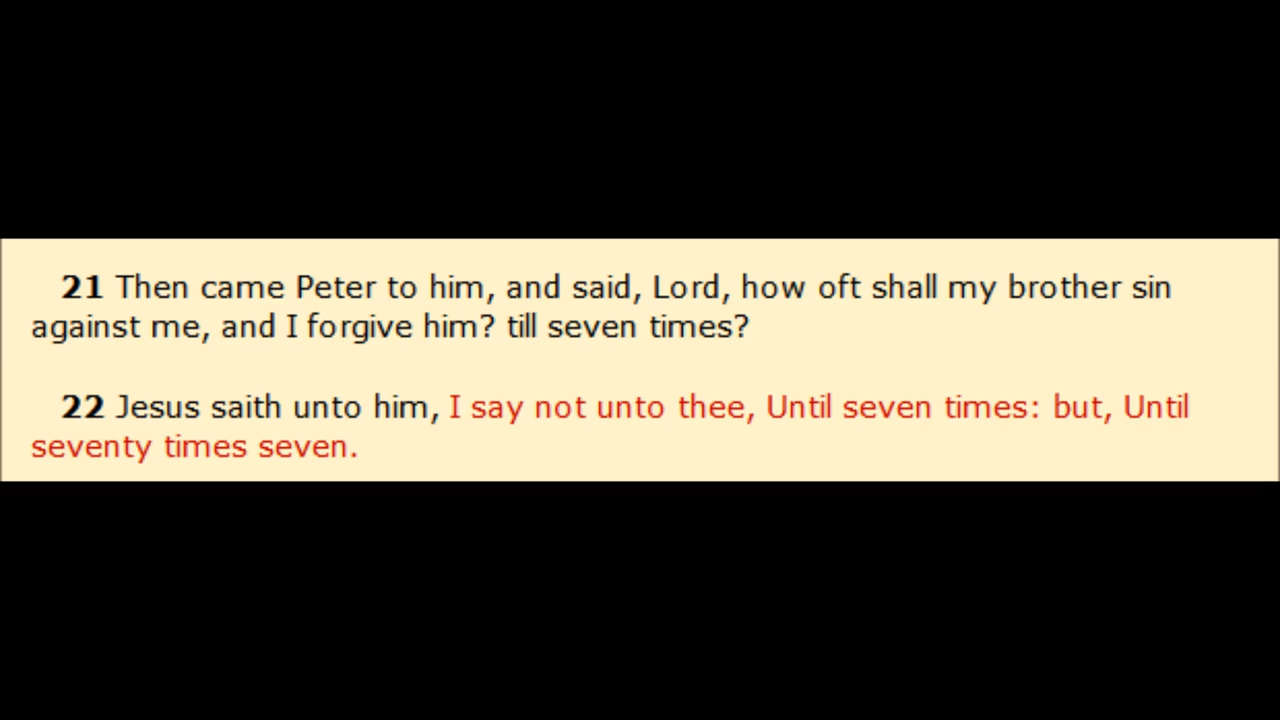 21 Then came Peter to him, and said, Lord, how oft shall my brother sin
against me, and I forgive him? till seven times?
22 Jesus saith unto him, I say not unto thee, Until seven times: but, Until
seventy times seven.